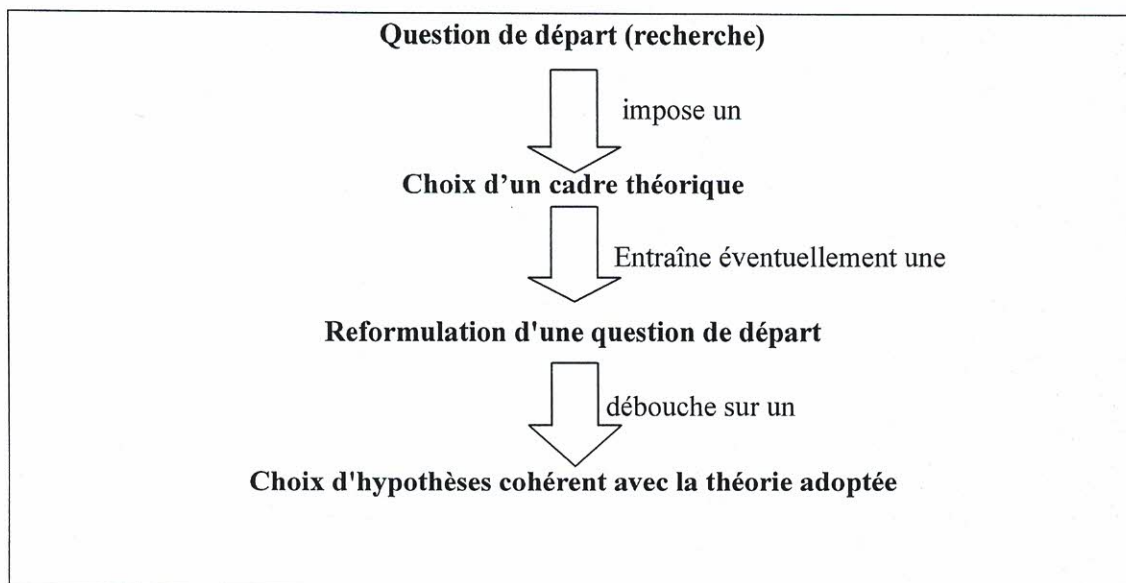 Question de départ (recherche)
impose un
Choix d’un cadre théorique
Entraîne éventuellement une
Reformulation d'une question de départ
débouche sur un
Choix d'hypothèses cohérent avec la théorie adoptée